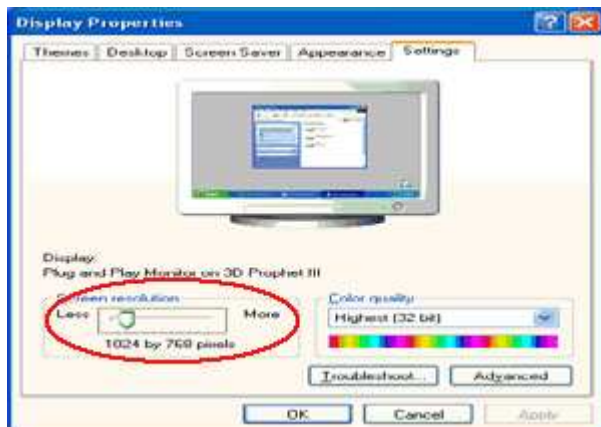 Display Properties
Themes Desktop Screen Saver Appearance Settings
Display:
Plug and Play Monitor on 3D Prophet III
Screen resolution
Less More
1024 by 768 pixels
Color quality
Highest (32 bit)
Troubleshoot... Advanced
OK Cancel Apply